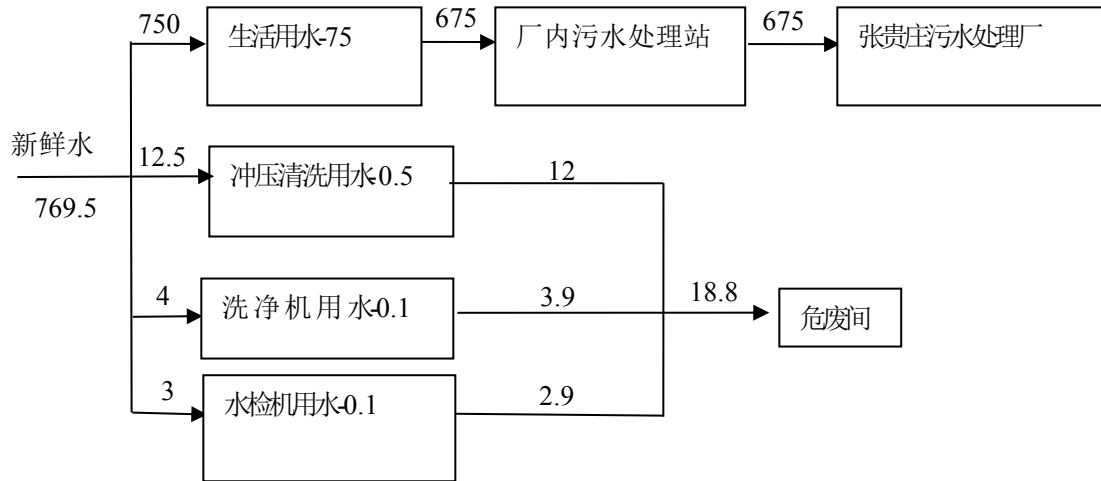 750
生活用水-75
675
厂内污水处理站
675
张贵庄污水处理厂
新鲜水
769.5
12.5
冲压清洗用水-0.5
12
4
洗净机用水-0.1
3.9
18.8
危废间
3
水检机用水-0.1
2.9